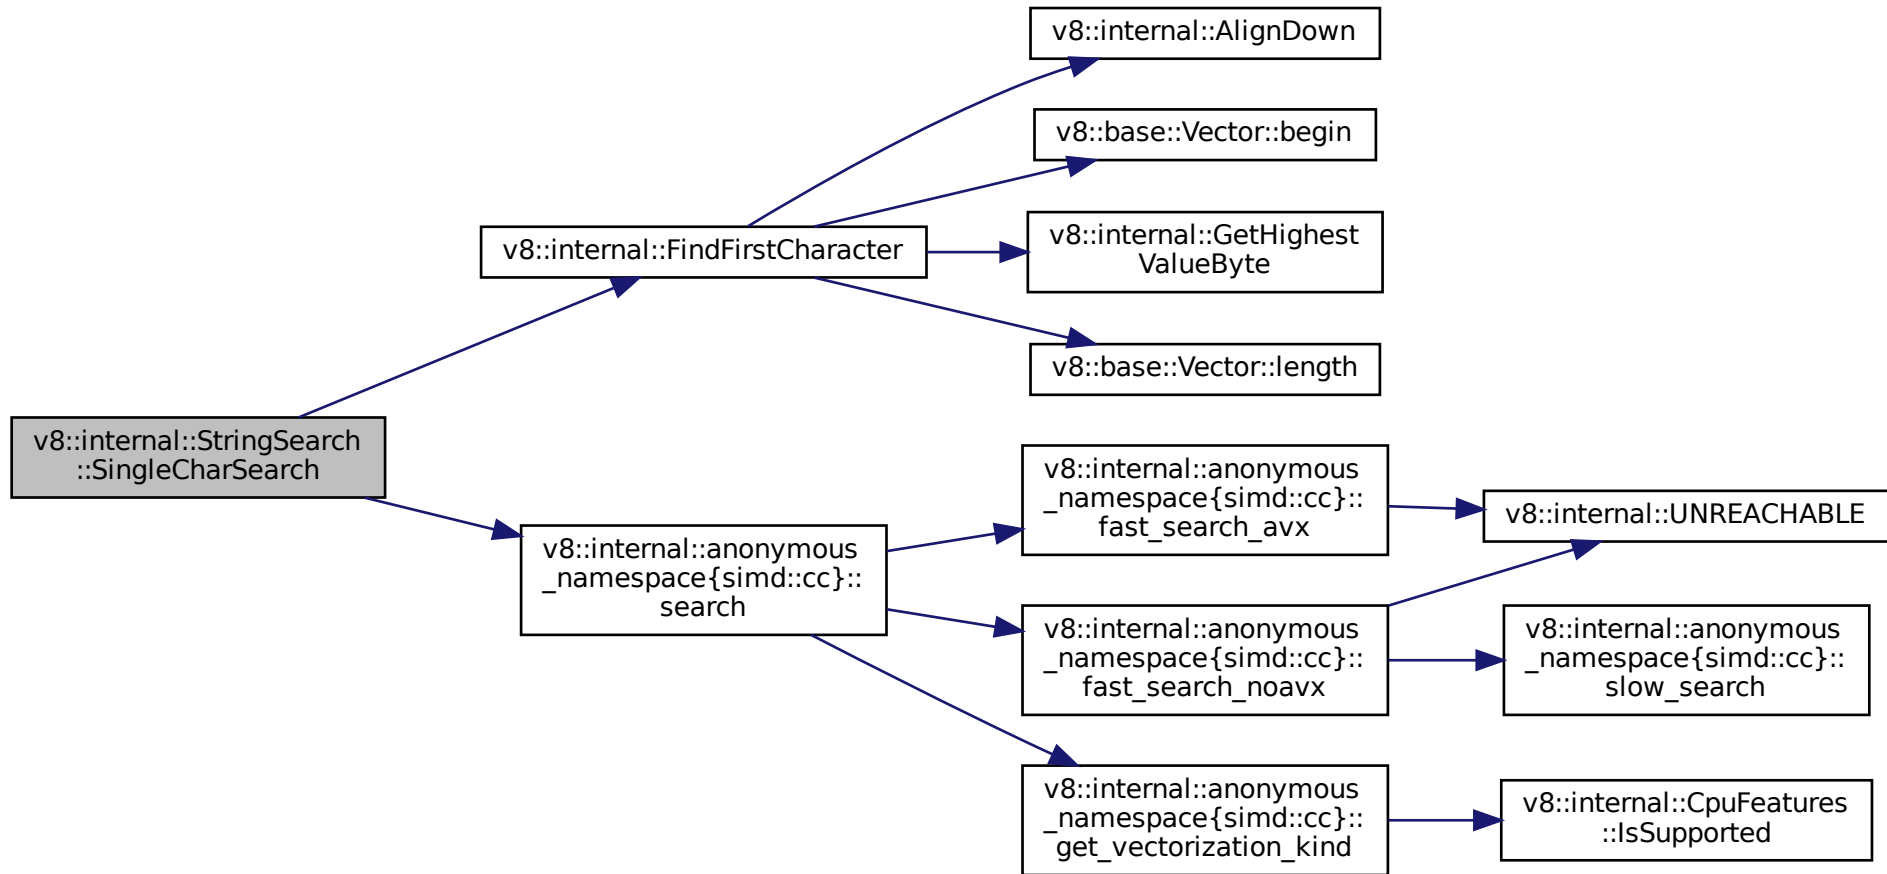 v8::internal::AlignDown
v8::base::Vector::begin
v8::internal::GetHighest
ValueByte
v8::internal::FindFirstCharacter
v8::base::Vector::length
v8::internal::StringSearch
::SingleCharSearch
v8::internal::anonymous
_namespace{simd::cc}::
fast_search_avx
v8::internal::UNREACHABLE
v8::internal::anonymous
_namespace{simd::cc}::
search
v8::internal::anonymous
_namespace{simd::cc}::
fast_search_noavx
v8::internal::anonymous
_namespace{simd::cc}::
slow_search
v8::internal::anonymous
_namespace{simd::cc}::
get_vectorization_kind
v8::internal::CpuFeatures
::IsSupported